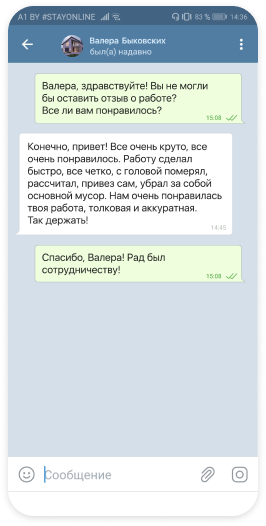 A1 BY #STAYONLINE 83 % 14:36
Валера Быковских
был(а) надавно
Валера, здравствуйте! Вы не могли
бы оставить отзыв о работе?
Все ли вам понравилось?
15:08
Конечно, привет! Все очень круто, все
очень понравилось. Работу сделал
быстро, все четко, с головой померял,
рассчитал, привез сам, убрал за собой
основной мусор. Нам очень понравилась
твоя работа, толковая и аккуратная.
Так держать!
14:45
Спасибо, Валера! Рад был
сотрудничеству!
15:08
Сообщение